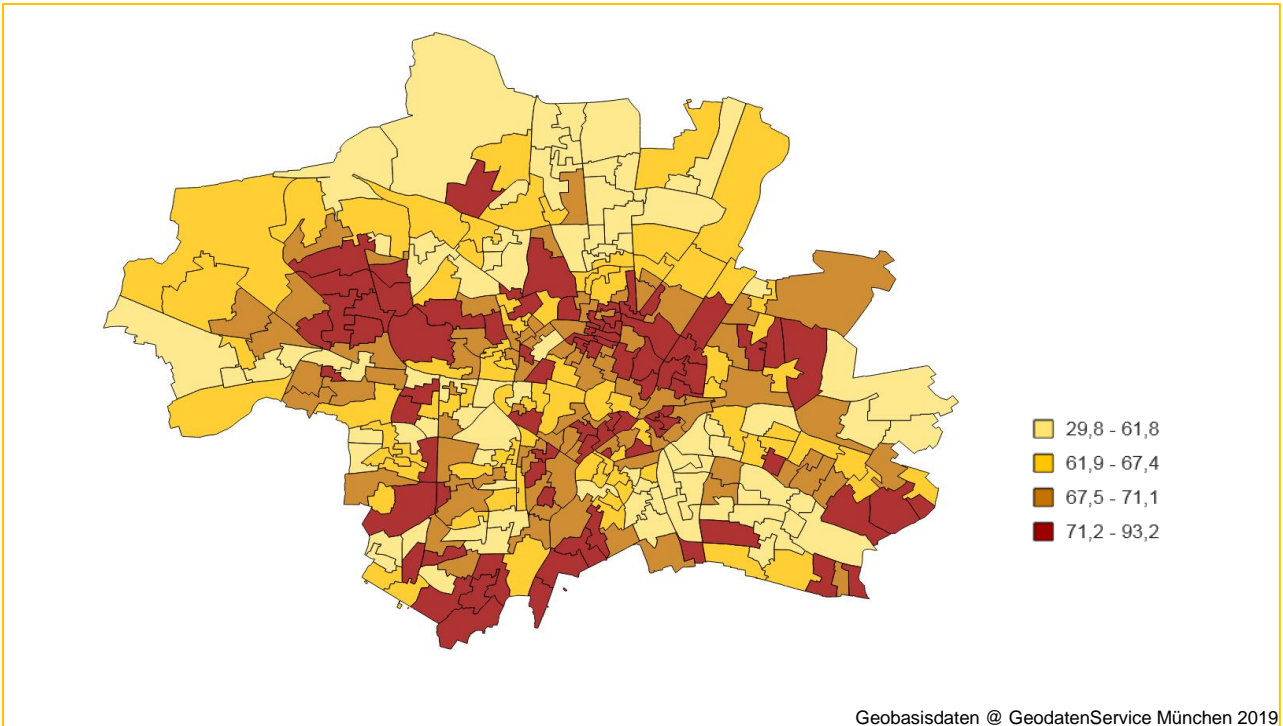 29,8 - 61,8
61,9 - 67,4
67,5 - 71,1
71,2 - 93,2
Geobasisdaten @ GeodatenService München 2019